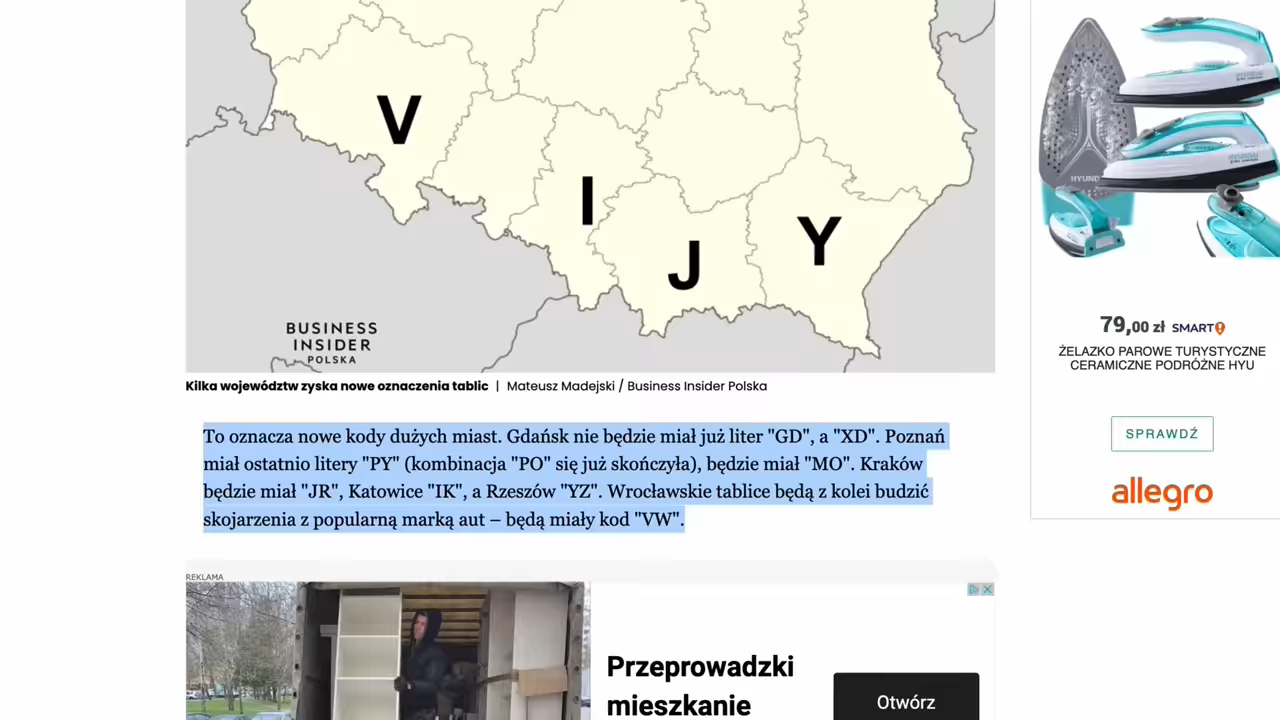 V
I
J
Y
BUSINESS
INSIDER
POLSKA
Kilka województw zyska nowe oznaczenia tablic | Mateusz Madejski / Business Insider Polska
To oznacza nowe kody dużych miast. Gdańsk nie będzie miał już liter "GD", a "XD". Poznań
miał ostatnio litery "PY" (kombinacja "PO" się już skończyła), będzie miał "MO". Kraków
będzie miał "JR", Katowice "IK", a Rzeszów "YZ". Wrocławskie tablice będą z kolei budzić
skojarzenia z popularną marką aut – będą miały kod "VW".
REKLAMA
Przeprowadzki
mieszkanie
Otwórz
HYUND
79,00 zł SMART!
ŻELAZKO PAROWE TURYSTYCZNE
CERAMICZNE PODRÓŻNE HYU
SPRAWDŹ
allegro